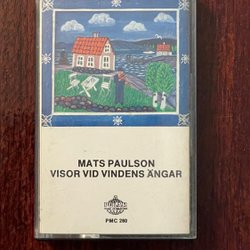 MATS PAULSON
VISOR VID VINDENS ÄNGAR
PMC 280